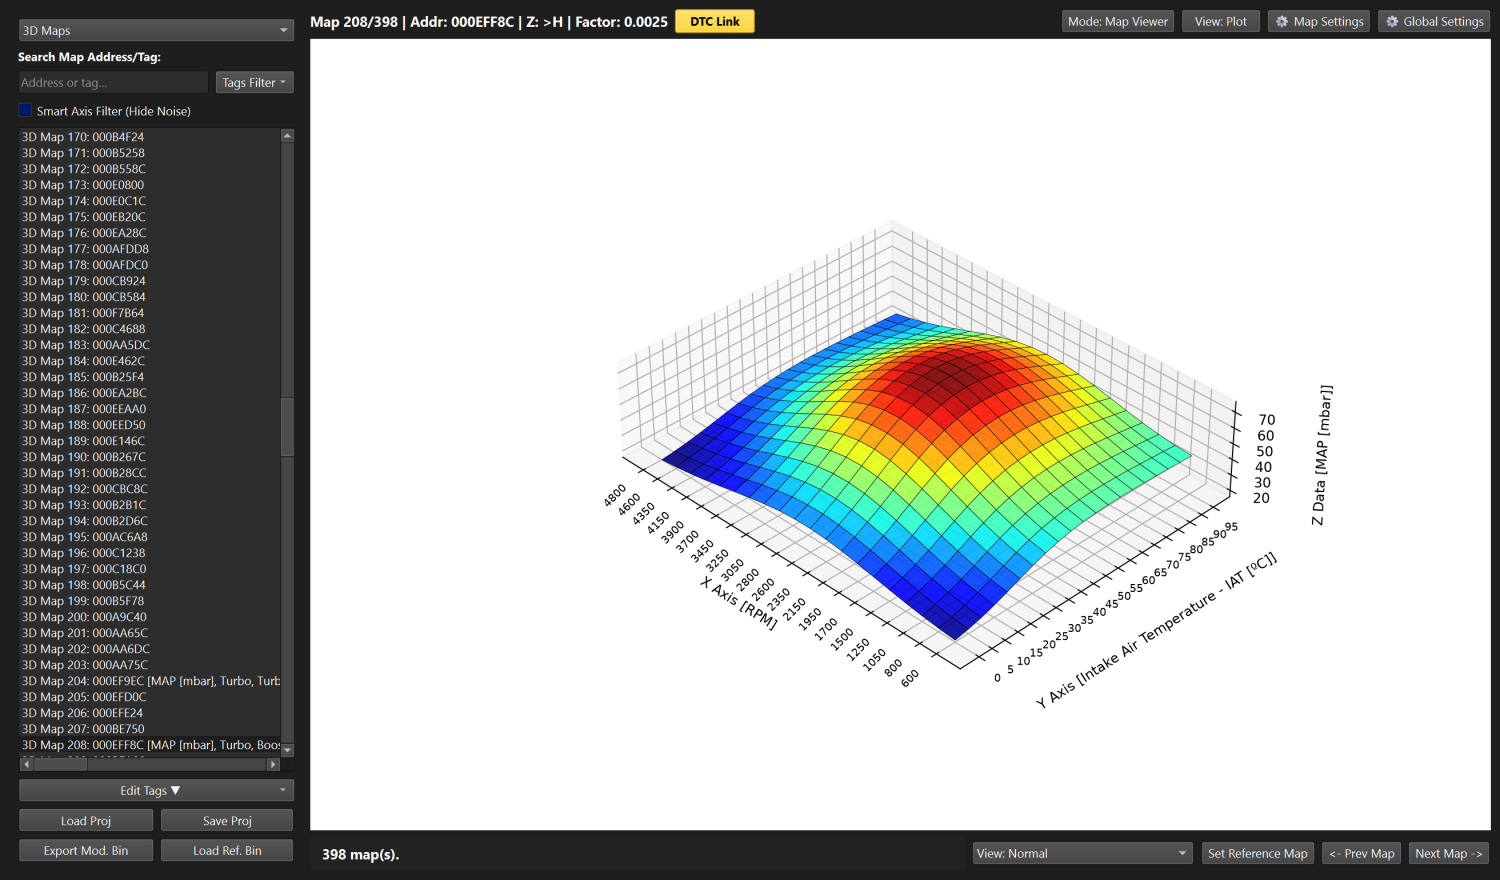 3D Maps
Map 208/398 | Addr: 000EFF8C | Z: >H | Factor: 0.0025
DTC Link
Mode: Map Viewer
View: Plot
Map Settings
Global Settings
Search Map Address/Tag:
Address or tag...
Tags Filter
Smart Axis Filter (Hide Noise)
3D Map 170: 000B4F24
3D Map 171: 000B5258
3D Map 172: 000B558C
3D Map 173: 000E0800
3D Map 174: 000E0C1C
3D Map 175: 000EB20C
3D Map 176: 000EA28C
3D Map 177: 000AFDD8
3D Map 178: 000AFDC0
3D Map 179: 000CB924
3D Map 180: 000CB584
3D Map 181: 000F7B64
3D Map 182: 000C4688
3D Map 183: 000AA5DC
3D Map 184: 000E462C
3D Map 185: 000B25F4
3D Map 186: 000EA2BC
3D Map 187: 000EEAA0
3D Map 188: 000EED50
3D Map 189: 000E146C
3D Map 190: 000B267C
3D Map 191: 000B28CC
3D Map 192: 000CBC8C
3D Map 193: 000B2B1C
3D Map 194: 000B2D6C
3D Map 195: 000AC6A8
3D Map 196: 000C1238
3D Map 197: 000C18C0
3D Map 198: 000B5C44
3D Map 199: 000B5F78
3D Map 200: 000A9C40
3D Map 201: 000AA65C
3D Map 202: 000AA6DC
3D Map 203: 000AA75C
3D Map 204: 000EF9EC [MAP [mbar], Turbo, Turb
3D Map 205: 000EFD0C
3D Map 206: 000EFE24
3D Map 207: 000BE750
3D Map 208: 000EFF8C [MAP [mbar], Turbo, Boos
Edit Tags ▼
Load Proj
Save Proj
Export Mod. Bin
Load Ref. Bin
4800
4600
4350
4150
3900
3700
3450
3250
3050
2800
2600
2350
2150
1950
1700
1500
1250
1050
800
600
X Axis [RPM]
0
5
10
15
20
25
30
35
40
45
50
55
60
65
70
75
80
85
90
95
Y Axis [Intake Air Temperature - IAT [ºC]]
70
60
50
40
30
20
Z Data [MAP [mbar]]
398 map(s).
View: Normal
Set Reference Map
<- Prev Map
Next Map ->